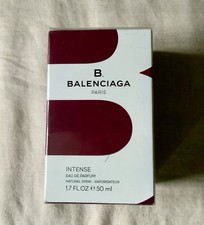 B.
BALENCIAGA
PARIS
INTENSE
EAU DE PARFUM
NATURAL SPRAY - VAPORISATEUR
1.7 FL OZ ℮ 50 ml